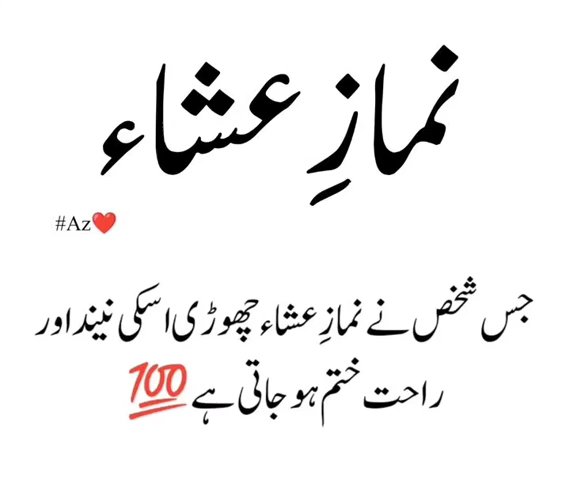 نمازِ عشاء
#Az❤️
جس شخص نے نمازِ عشاء چھوڑی اسکی نیند اور
راحت ختم ہو جاتی ہے 💯